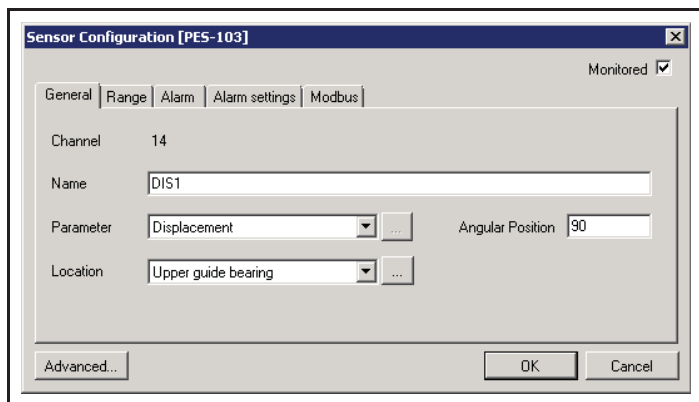 Sensor Configuration [PES-103]
Monitored
General Range Alarm Alarm settings Modbus
Channel 14
Name DIS1
Parameter Displacement ... Angular Position 90
Location Upper guide bearing ...
Advanced... OK Cancel